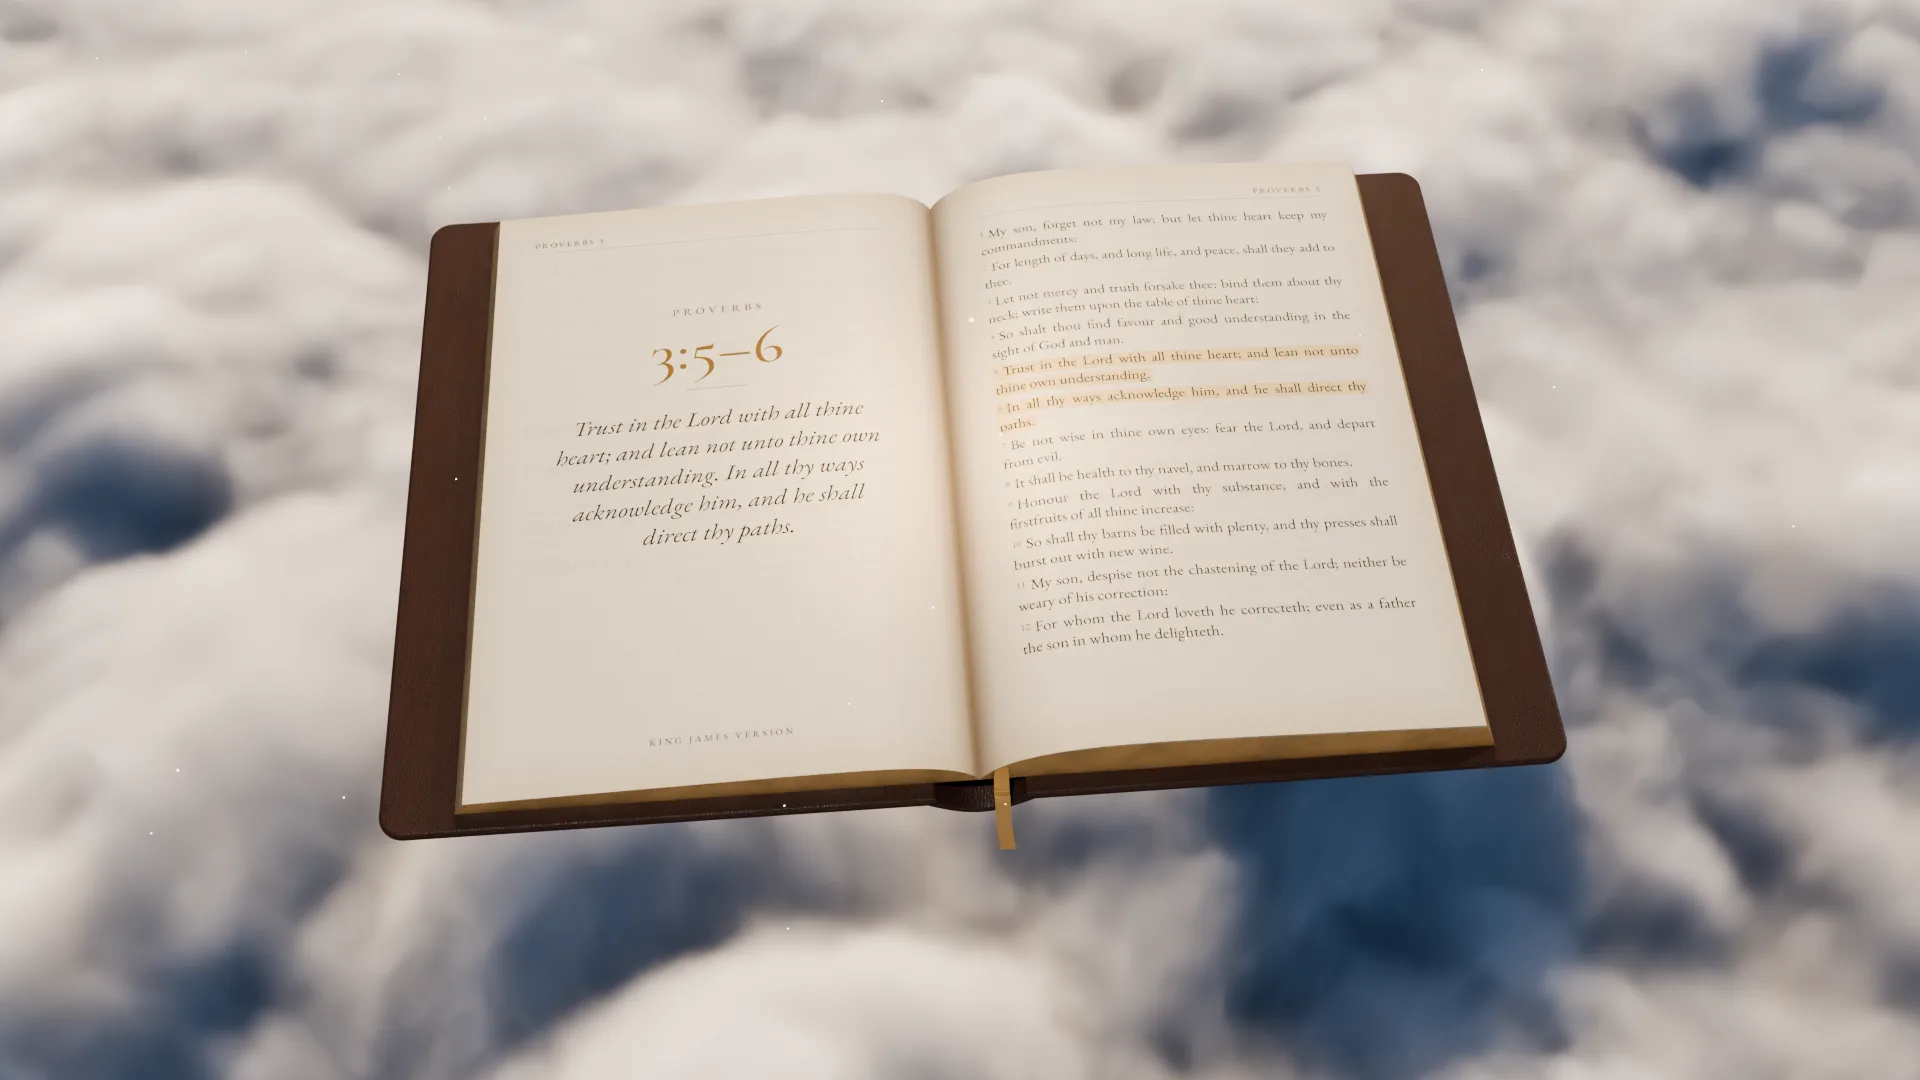 PROVERBS 3
PROVERBS
3:5–6
Trust in the Lord with all thine
heart; and lean not unto thine own
understanding. In all thy ways
acknowledge him, and he shall
direct thy paths.
KING JAMES VERSION
PROVERBS 3
1 My son, forget not my law; but let thine heart keep my
commandments:
2 For length of days, and long life, and peace, shall they add to
thee.
3 Let not mercy and truth forsake thee: bind them about thy
neck; write them upon the table of thine heart:
4 So shalt thou find favour and good understanding in the
sight of God and man.
5 Trust in the Lord with all thine heart; and lean not unto
thine own understanding.
6 In all thy ways acknowledge him, and he shall direct thy
paths.
7 Be not wise in thine own eyes: fear the Lord, and depart
from evil.
8 It shall be health to thy navel, and marrow to thy bones.
9 Honour the Lord with thy substance, and with the
firstfruits of all thine increase:
10 So shall thy barns be filled with plenty, and thy presses shall
burst out with new wine.
11 My son, despise not the chastening of the Lord; neither be
weary of his correction:
12 For whom the Lord loveth he correcteth; even as a father
the son in whom he delighteth.